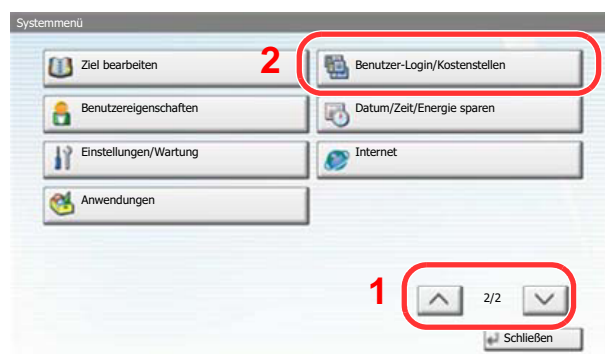 Systemmenü
Ziel bearbeiten
2
Benutzer-Login/Kostenstellen
Benutzereigenschaften
Datum/Zeit/Energie sparen
Einstellungen/Wartung
Internet
Anwendungen
1
2/2
Schließen